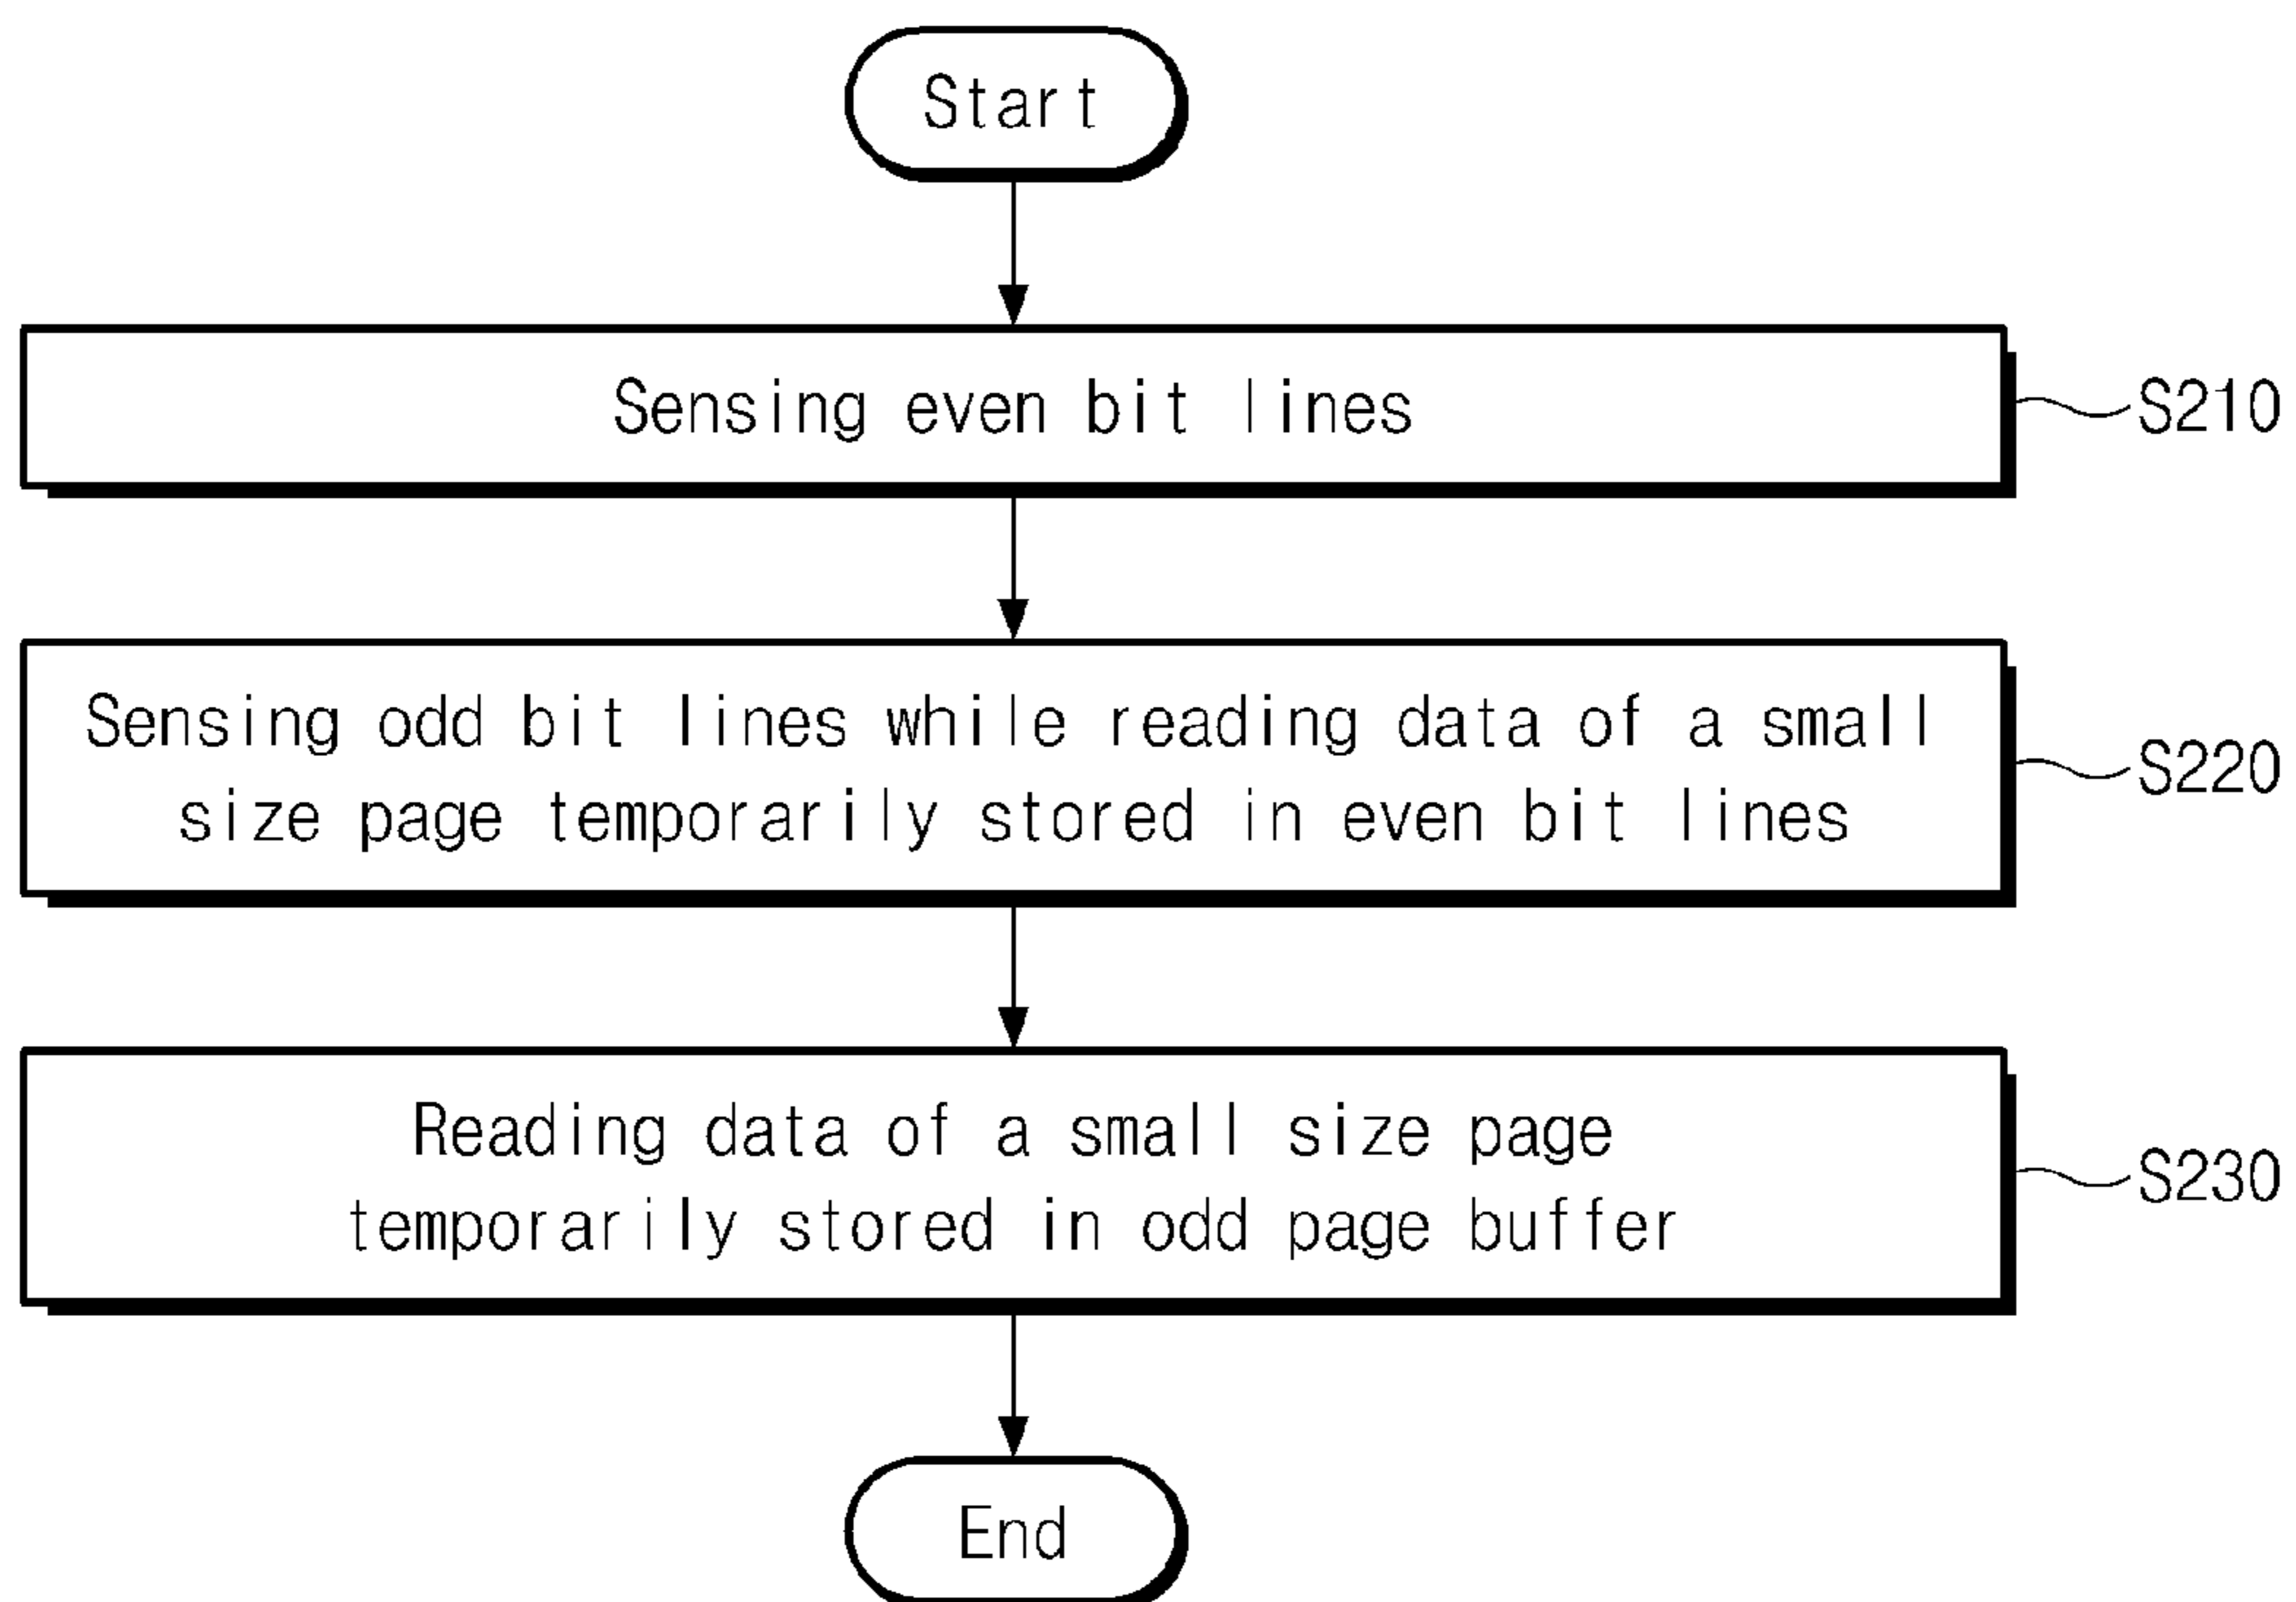 Start
Sensing even bit lines
S210
Sensing odd bit lines while reading data of a small
size page temporarily stored in even bit lines
S220
Reading data of a small size page
temporarily stored in odd page buffer
S230
End